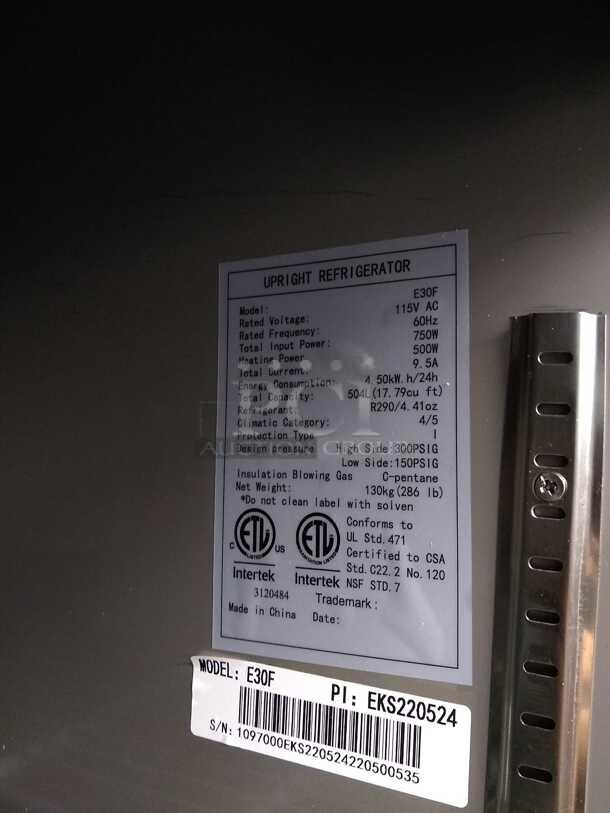 UPRIGHT REFRIGERATOR
Model: E30F
Rated Voltage: 115V AC
Rated Frequency: 60Hz
Total Input Power: 750W
Heating Power 500W
Total Current: 9.5A
Energy Consumption: 4.50kW.h/24h
Total Capacity: 504L(17.79cu ft)
Refrigerant: R290/4.41oz
Climatic Category: 4/5
Protection Type I
Design pressure High Side:300PSIG
Low Side:150PSIG
Insulation Blowing Gas C-pentane
Net Weight: 130kg(286 lb)
*Do not clean label with solven
AUCTION GROUP
C ETL US
ETL
Intertek
Intertek
3120484
Conforms to
UL Std.471
Certified to CSA
Std.C22.2 No.120
NSF STD.7
Trademark:
Made in China Date:
MODEL: E30F PI: EKS220524
S/N: 1097000EKS220524220500535